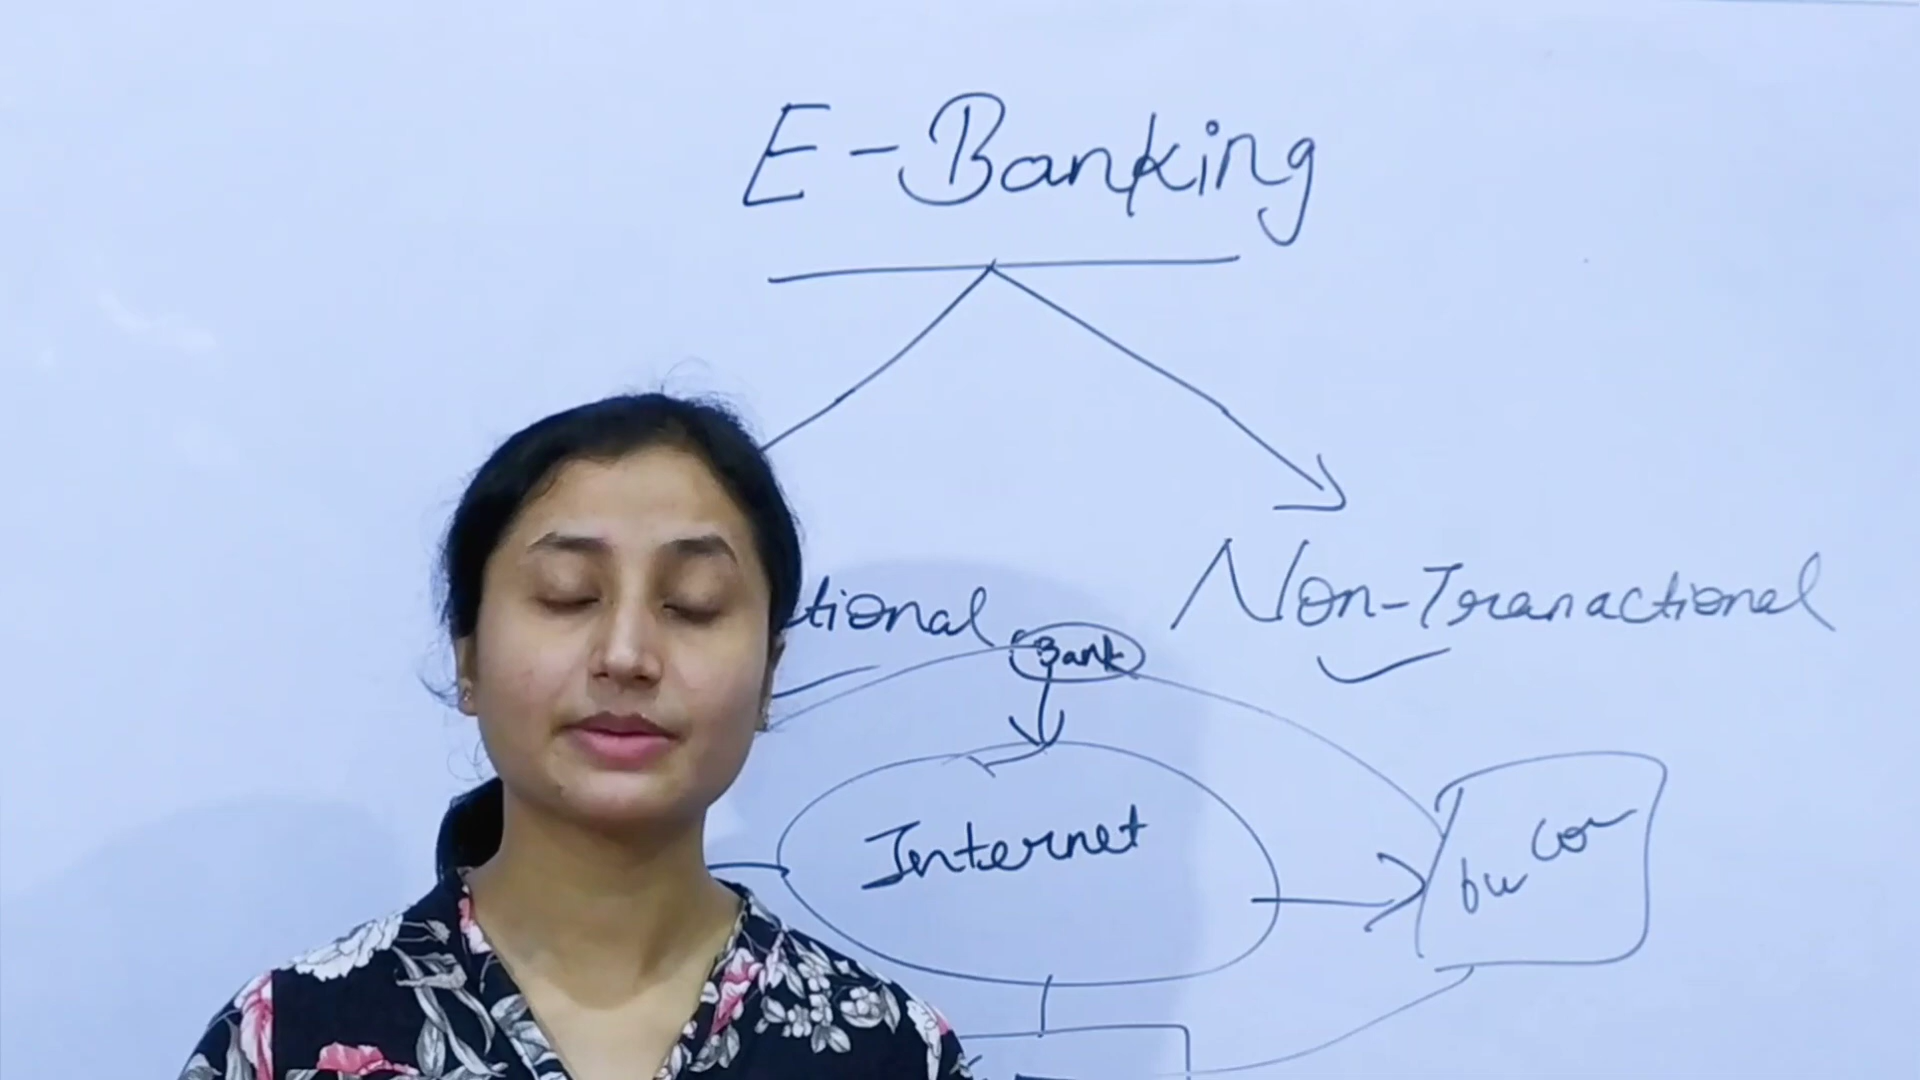 E-Banking
tional
Non-Tranactional
Bank
Internet